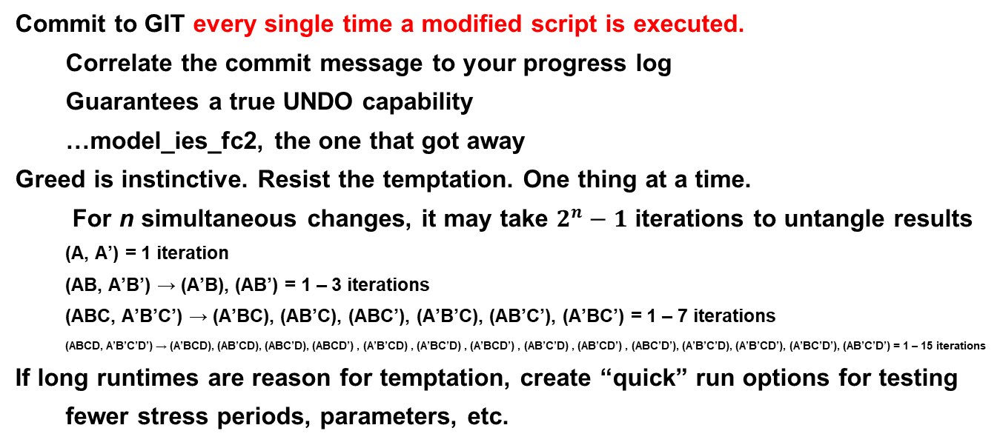 Commit to GIT every single time a modified script is executed.
Correlate the commit message to your progress log
Guarantees a true UNDO capability
…model_ies_fc2, the one that got away
Greed is instinctive. Resist the temptation. One thing at a time.
For n simultaneous changes, it may take 2ⁿ − 1 iterations to untangle results
(A, A’) = 1 iteration
(AB, A’B’) → (A’B), (AB’) = 1 – 3 iterations
(ABC, A’B’C’) → (A’BC), (AB’C), (ABC’), (A’B’C), (AB’C’), (A’BC’) = 1 – 7 iterations
(ABCD, A’B’C’D’) → (A’BCD), (AB’CD), (ABC’D), (ABCD’) , (A’B’CD) , (A’BC’D) , (A’BCD’) , (AB’C’D) , (AB’CD’) , (ABC’D’), (A’B’C’D), (A’B’CD’), (A’BC’D’), (AB’C’D’) = 1 – 15 iterations
If long runtimes are reason for temptation, create “quick” run options for testing
fewer stress periods, parameters, etc.